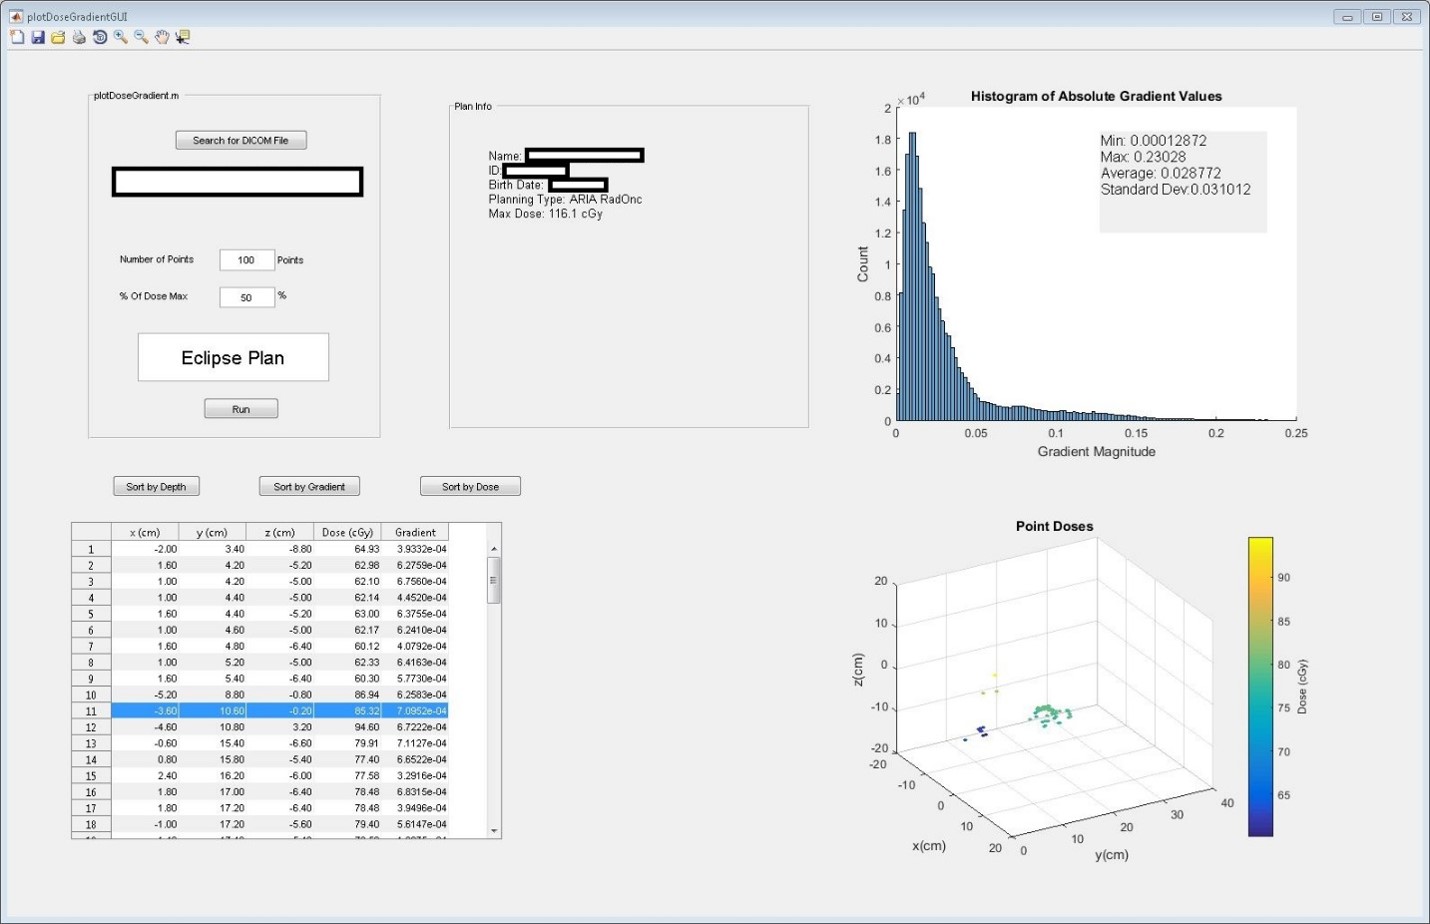 plotDoseGradientGUI
plotDoseGradient.m
Search for DICOM File
Number of Points 100 Points
% Of Dose Max 50 %
Eclipse Plan
Run
Plan Info
Name:
ID:
Birth Date:
Planning Type: ARIA RadOnc
Max Dose: 116.1 cGy
Histogram of Absolute Gradient Values
× 10^4
2
1.8
1.6
1.4
1.2
1
0.8
0.6
0.4
0.2
0
Count
Min: 0.00012872
Max: 0.23028
Average: 0.028772
Standard Dev:0.031012
0 0.05 0.1 0.15 0.2 0.25
Gradient Magnitude
Sort by Depth Sort by Gradient Sort by Dose
x (cm) y (cm) z (cm) Dose (cGy) Gradient
1 -2.00 3.40 -8.80 64.93 3.9332e-04
2 1.60 4.20 -5.20 62.98 6.2759e-04
3 1.00 4.20 -5.00 62.10 6.7560e-04
4 1.00 4.40 -5.00 62.14 4.4520e-04
5 1.60 4.40 -5.20 63.00 6.3755e-04
6 1.00 4.60 -5.00 62.17 6.2410e-04
7 1.60 4.80 -6.40 60.12 4.0792e-04
8 1.00 5.20 -5.00 62.33 6.4163e-04
9 1.60 5.40 -6.40 60.30 5.7730e-04
10 -5.20 8.80 -0.80 86.94 6.2583e-04
11 -3.60 10.60 -0.20 85.32 7.0952e-04
12 -4.60 10.80 3.20 94.60 6.7222e-04
13 -0.60 15.40 -6.60 79.91 7.1127e-04
14 0.80 15.80 -5.40 77.40 6.6522e-04
15 2.40 16.20 -6.00 77.58 3.2916e-04
16 1.80 17.00 -6.40 78.48 6.8315e-04
17 1.80 17.20 -6.40 78.48 3.9496e-04
18 -1.00 17.20 -5.60 79.40 5.6147e-04
Point Doses
20
10
0
-10
-20
z(cm)
-20
-10
0
10
20
x(cm)
0
10
20
30
40
y(cm)
90
85
80
75
70
65
Dose (cGy)